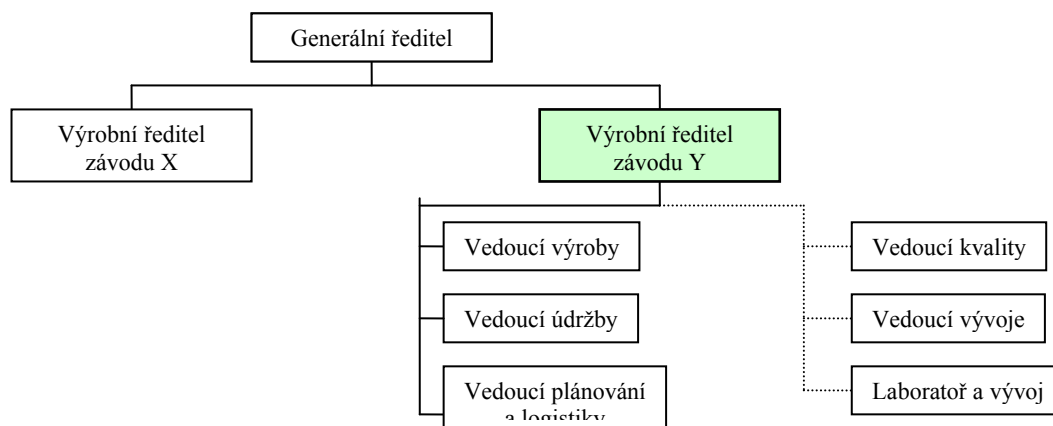 Generální ředitel
Výrobní ředitel
závodu X
Výrobní ředitel
závodu Y
Vedoucí výroby
Vedoucí kvality
Vedoucí údržby
Vedoucí vývoje
Vedoucí plánování
a logistiky
Laboratoř a vývoj